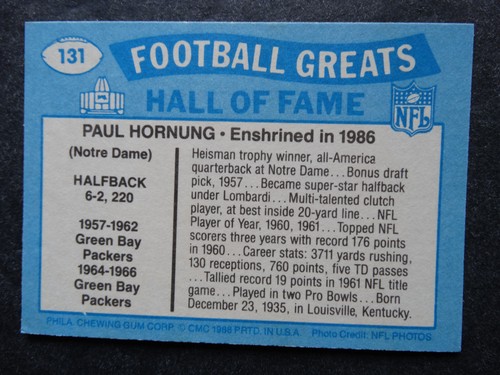 131
FOOTBALL GREATS
HALL OF FAME
NFL
PAUL HORNUNG • Enshrined in 1986
(Notre Dame)
HALFBACK
6-2, 220
1957-1962
Green Bay
Packers
1964-1966
Green Bay
Packers
Heisman trophy winner, all-America
quarterback at Notre Dame...Bonus draft
pick, 1957...Became super-star halfback
under Lombardi...Multi-talented clutch
player, at best inside 20-yard line...NFL
Player of Year, 1960, 1961...Topped NFL
scorers three years with record 176 points
in 1960...Career stats: 3711 yards rushing,
130 receptions, 760 points, five TD passes
...Tallied record 19 points in 1961 NFL title
game...Played in two Pro Bowls...Born
December 23, 1935, in Louisville, Kentucky.
PHILA. CHEWING GUM CORP. © CMC 1988 PRTD. IN U.S.A. Photo Credit: NFL PHOTOS